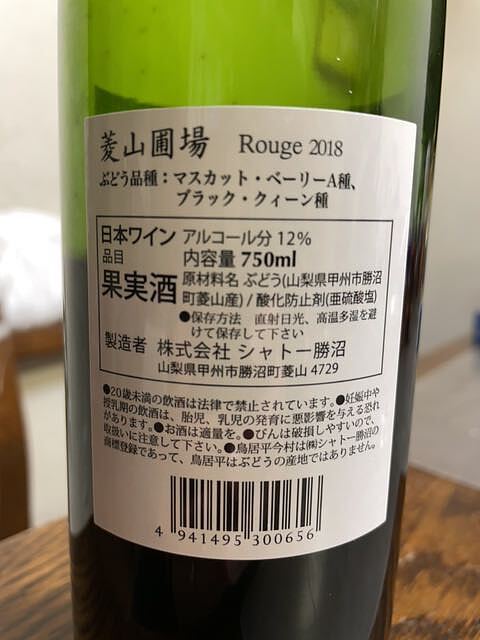 菱山圃場 Rouge 2018
ぶどう品種：マスカット・ベーリーA種、
ブラック・クィーン種
日本ワイン アルコール分 12%
品目 内容量 750ml
果実酒 原材料名 ぶどう(山梨県甲州市勝沼
町菱山産) / 酸化防止剤(亜硫酸塩)
●保存方法 直射日光、高温多湿を避
けて保存して下さい
製造者 株式会社 シャトー勝沼
山梨県甲州市勝沼町菱山 4729
●20歳未満の飲酒は法律で禁止されています。●妊娠中や
授乳期の飲酒は、胎児、乳児の発育に悪影響を与える恐れ
があります。●お酒は適量を。●びんは破損しやすいので、
取扱いに注意して下さい。●鳥居平今村は㈱シャトー勝沼の
商標登録であって、鳥居平はぶどうの産地ではありません。
4 941495 300656